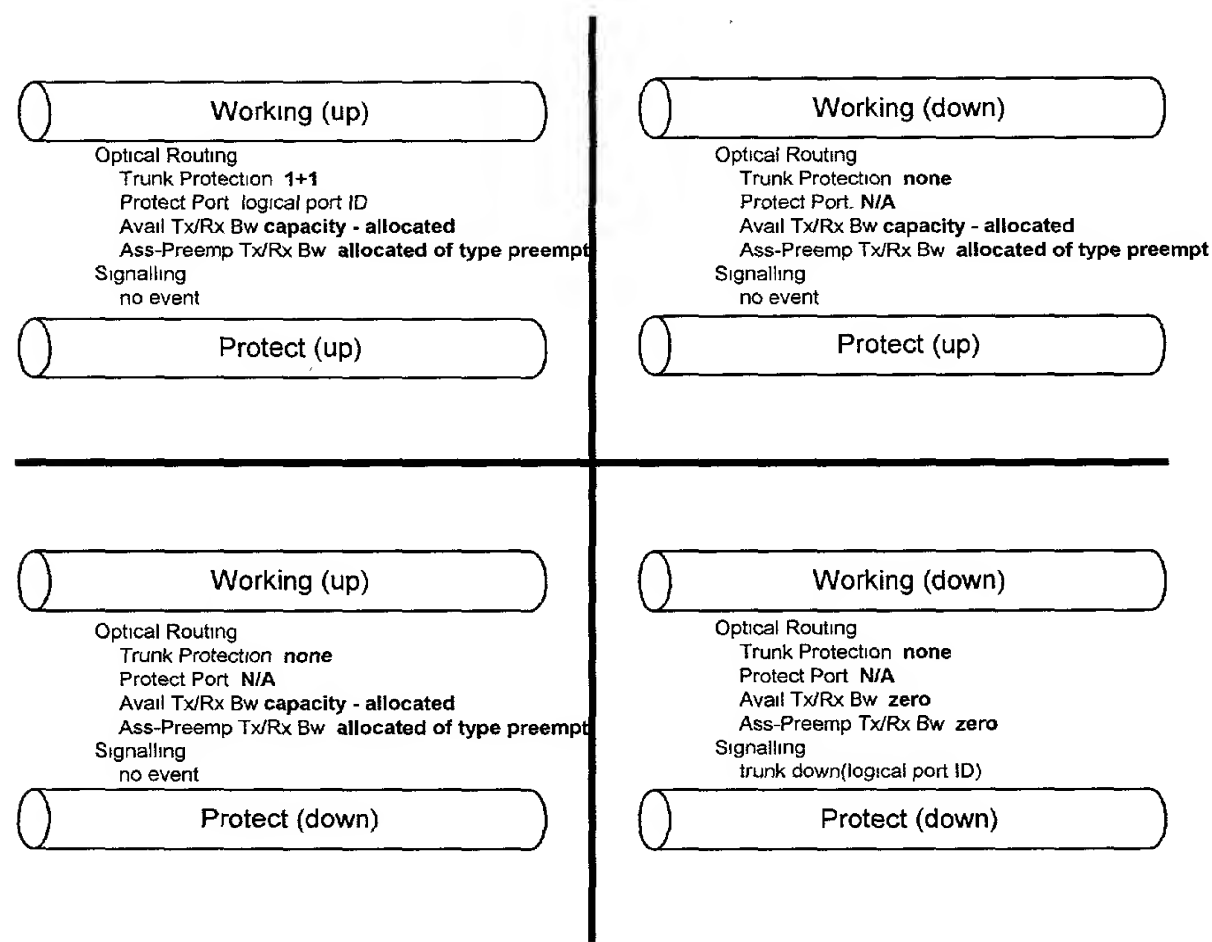 Working (up)
Optical Routing
Trunk Protection 1+1
Protect Port logical port ID
Avail Tx/Rx Bw capacity - allocated
Ass-Preemp Tx/Rx Bw allocated of type preempt
Signalling
no event
Protect (up)
Working (down)
Optical Routing
Trunk Protection none
Protect Port. N/A
Avail Tx/Rx Bw capacity - allocated
Ass-Preemp Tx/Rx Bw allocated of type preempt
Signalling
no event
Protect (up)
Working (up)
Optical Routing
Trunk Protection none
Protect Port N/A
Avail Tx/Rx Bw capacity - allocated
Ass-Preemp Tx/Rx Bw allocated of type preempt
Signalling
no event
Protect (down)
Working (down)
Optical Routing
Trunk Protection none
Protect Port N/A
Avail Tx/Rx Bw zero
Ass-Preemp Tx/Rx Bw zero
Signalling
trunk down(logical port ID)
Protect (down)